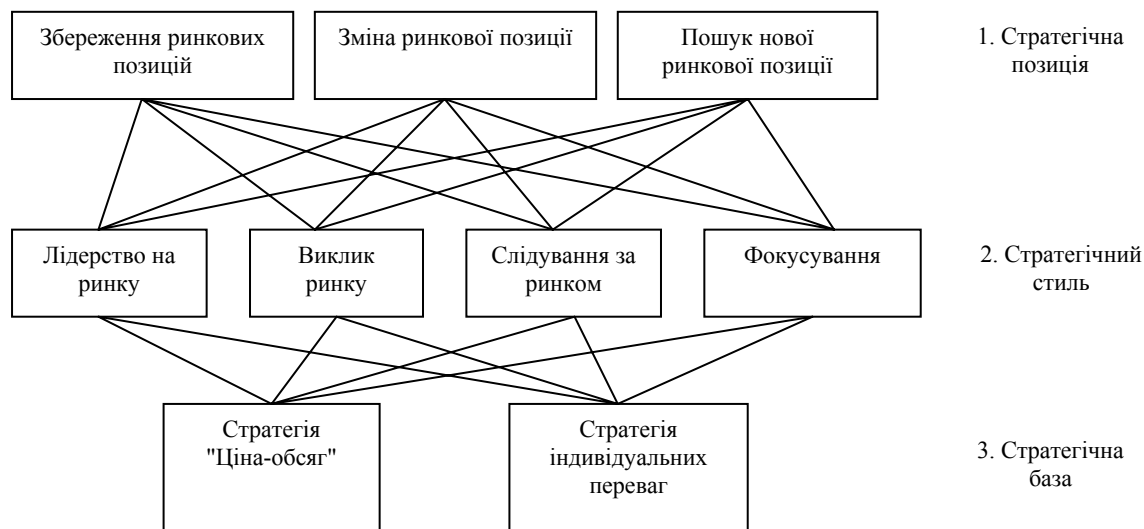 Збереження ринкових
позицій
Зміна ринкової позиції
Пошук нової
ринкової позиції
1. Стратегічна
позиція
Лідерство на
ринку
Виклик
ринку
Слідування за
ринком
Фокусування
2. Стратегічний
стиль
Стратегія
"Ціна-обсяг"
Стратегія
індивідуальних
переваг
3. Стратегічна
база